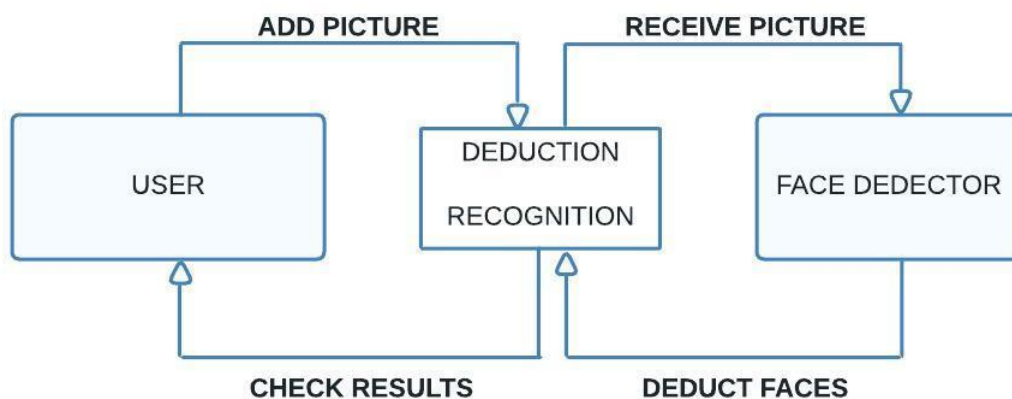 ADD PICTURE
RECEIVE PICTURE
USER
DEDUCTION
RECOGNITION
FACE DEDECTOR
CHECK RESULTS
DEDUCT FACES